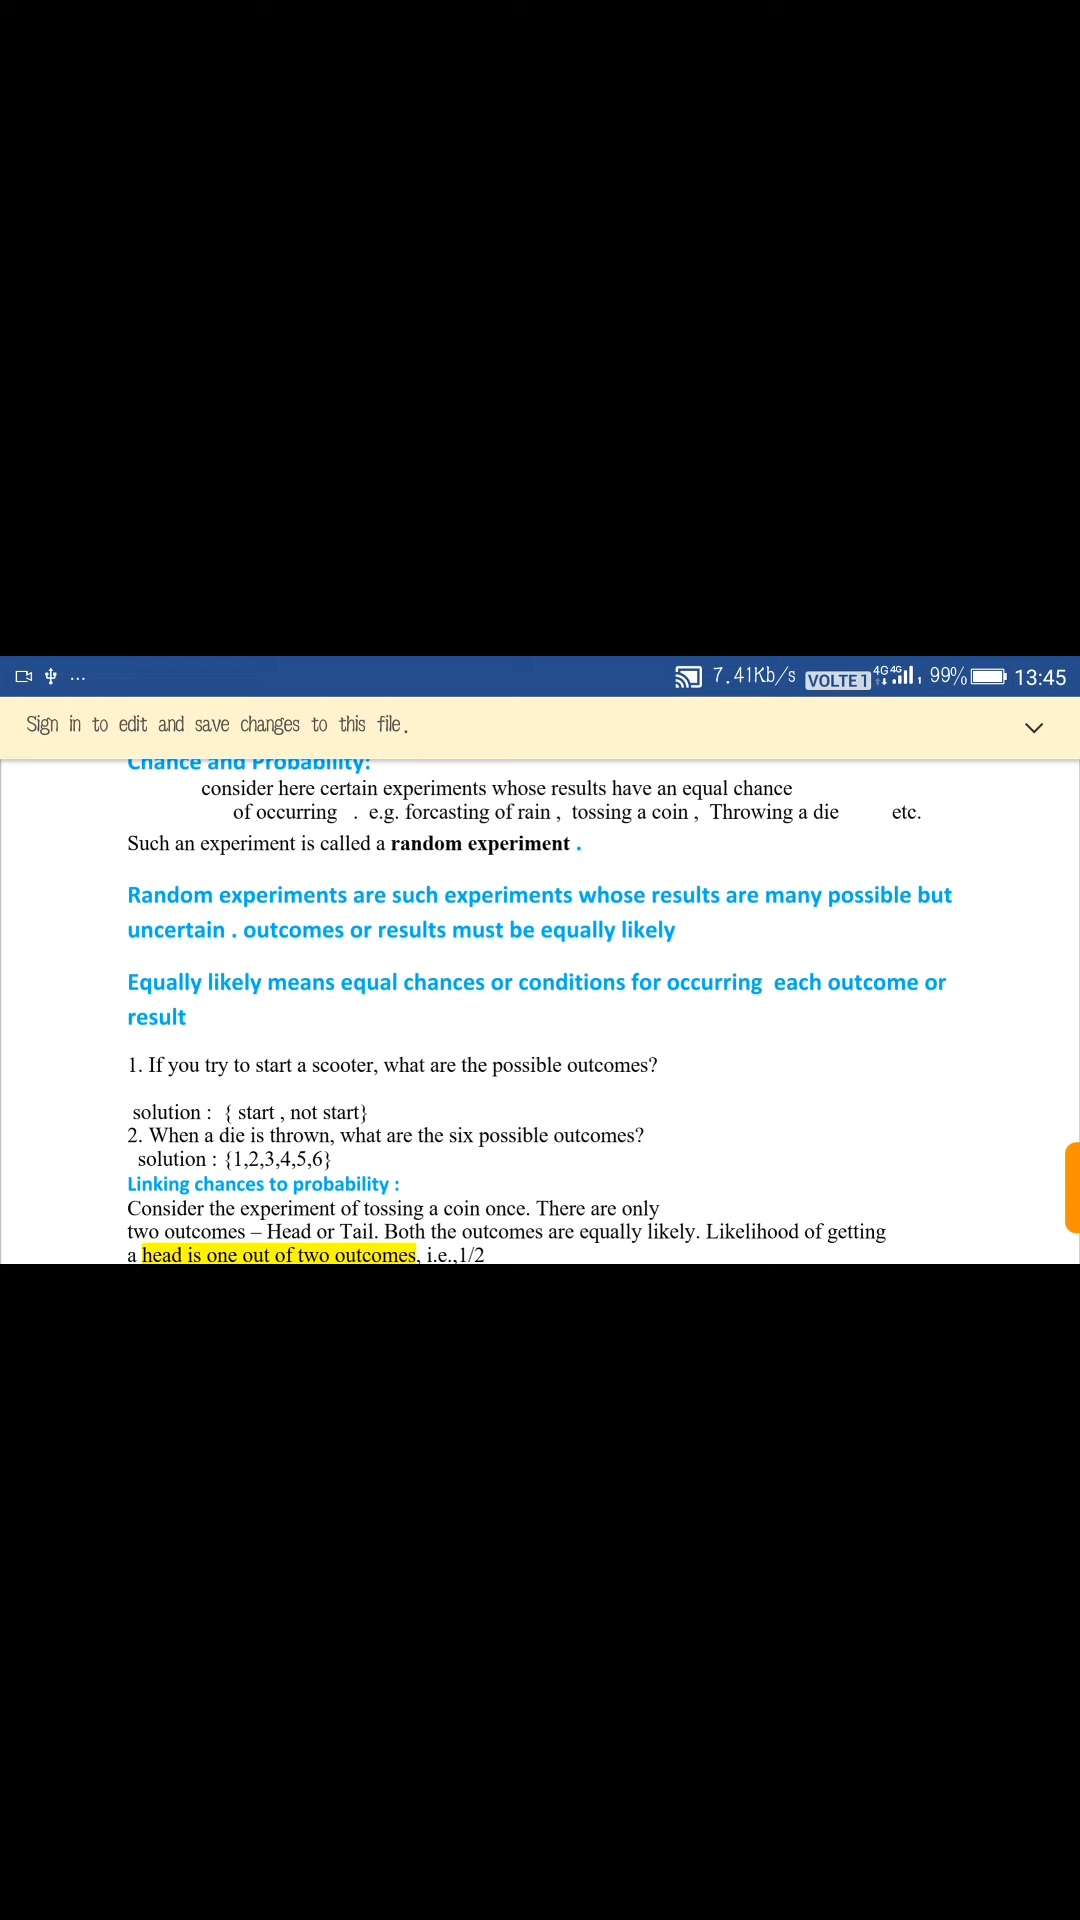 ... 7.41Kb/s VOLTE 1 4G 4G 1 99% 13:45
Sign in to edit and save changes to this file.
Chance and Probability:
consider here certain experiments whose results have an equal chance
of occurring . e.g. forcasting of rain , tossing a coin , Throwing a die etc.
Such an experiment is called a random experiment .
Random experiments are such experiments whose results are many possible but
uncertain . outcomes or results must be equally likely
Equally likely means equal chances or conditions for occurring each outcome or
result
1. If you try to start a scooter, what are the possible outcomes?
solution : { start , not start}
2. When a die is thrown, what are the six possible outcomes?
solution : {1,2,3,4,5,6}
Linking chances to probability :
Consider the experiment of tossing a coin once. There are only
two outcomes – Head or Tail. Both the outcomes are equally likely. Likelihood of getting
a head is one out of two outcomes, i.e.,1/2